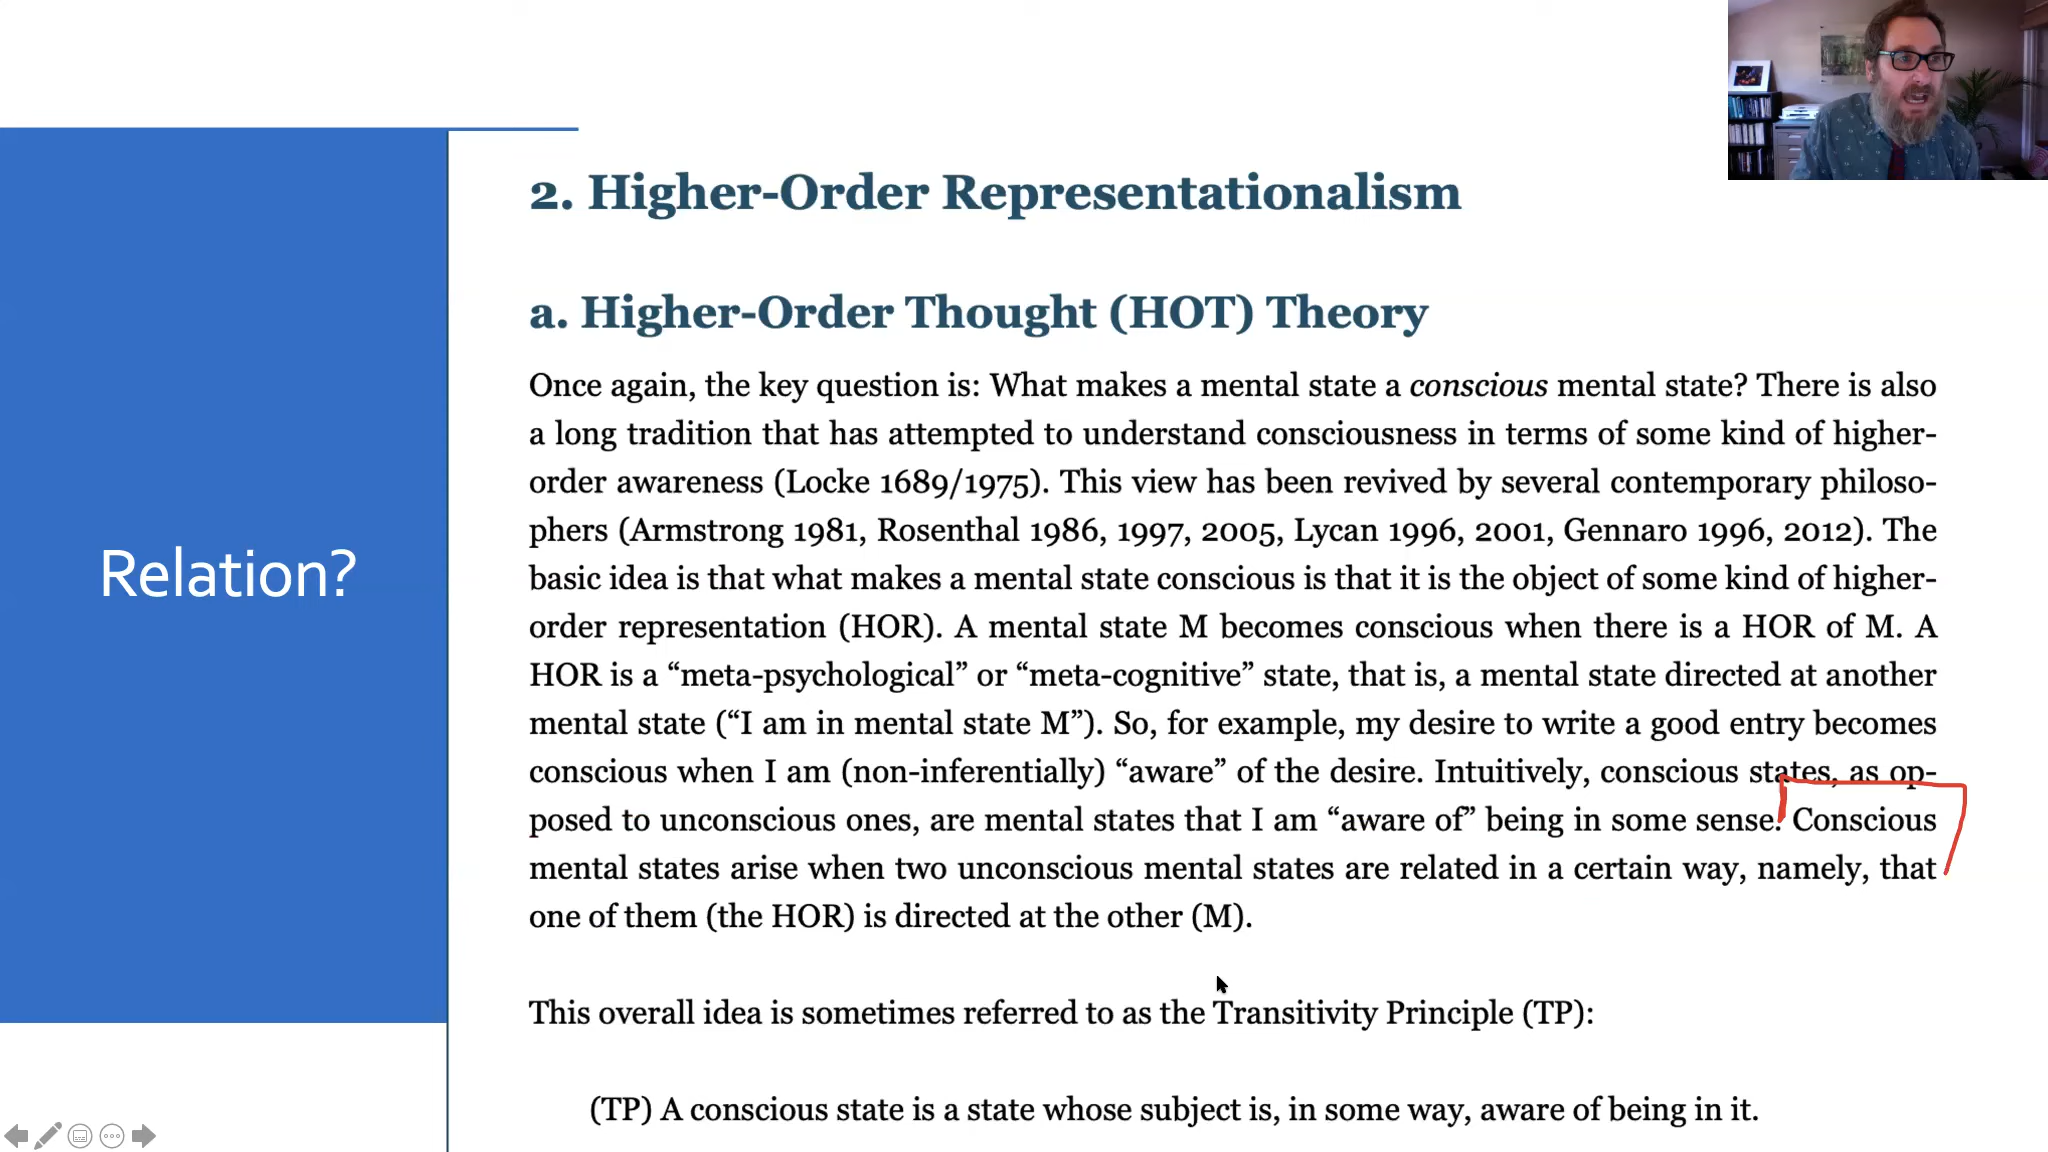 2. Higher-Order Representationalism
a. Higher-Order Thought (HOT) Theory
Once again, the key question is: What makes a mental state a conscious mental state? There is also
a long tradition that has attempted to understand consciousness in terms of some kind of higher-
order awareness (Locke 1689/1975). This view has been revived by several contemporary philoso-
phers (Armstrong 1981, Rosenthal 1986, 1997, 2005, Lycan 1996, 2001, Gennaro 1996, 2012). The
basic idea is that what makes a mental state conscious is that it is the object of some kind of higher-
order representation (HOR). A mental state M becomes conscious when there is a HOR of M. A
HOR is a “meta-psychological” or “meta-cognitive” state, that is, a mental state directed at another
mental state (“I am in mental state M”). So, for example, my desire to write a good entry becomes
conscious when I am (non-inferentially) “aware” of the desire. Intuitively, conscious states, as op-
posed to unconscious ones, are mental states that I am “aware of” being in some sense. Conscious
mental states arise when two unconscious mental states are related in a certain way, namely, that
one of them (the HOR) is directed at the other (M).
This overall idea is sometimes referred to as the Transitivity Principle (TP):
(TP) A conscious state is a state whose subject is, in some way, aware of being in it.
Relation?